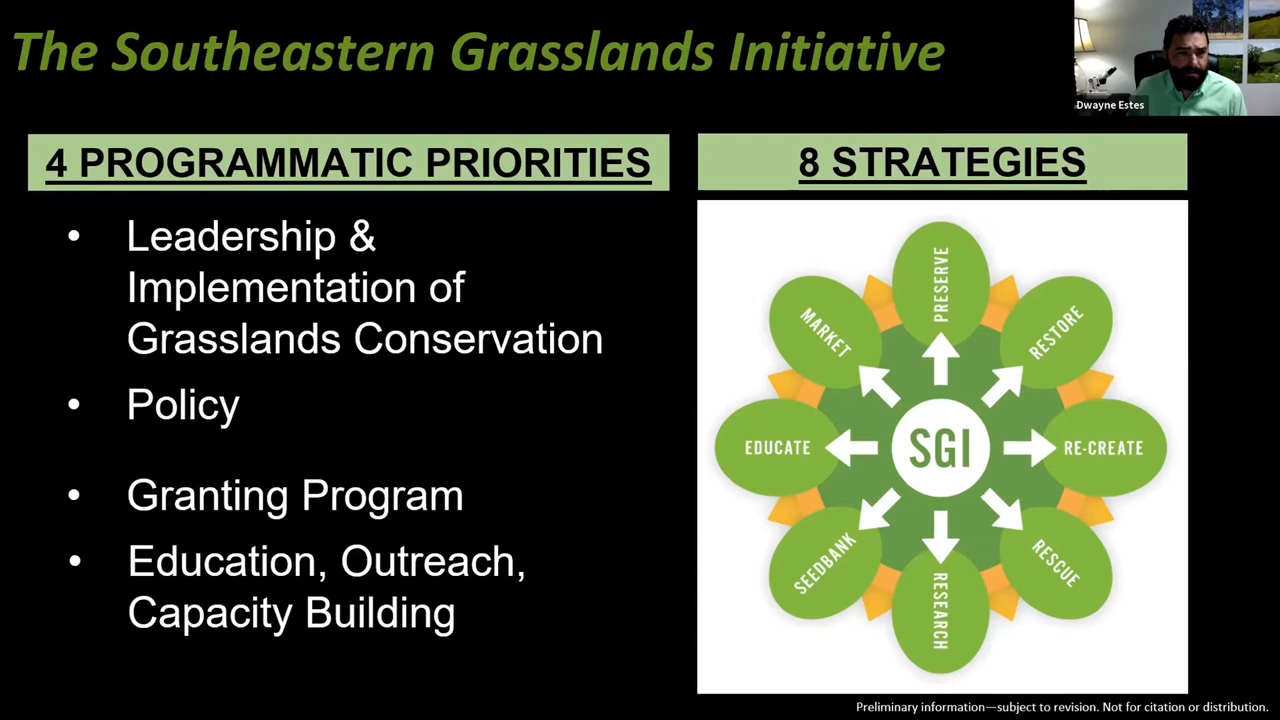 The Southeastern Grasslands Initiative
Dwayne Estes
4 PROGRAMMATIC PRIORITIES
• Leadership &
Implementation of
Grasslands Conservation
• Policy
• Granting Program
• Education, Outreach,
Capacity Building
8 STRATEGIES
PRESERVE
RESTORE
RE-CREATE
RESCUE
RESEARCH
SEEDBANK
EDUCATE
MARKET
SGI
Preliminary information—subject to revision. Not for citation or distribution.